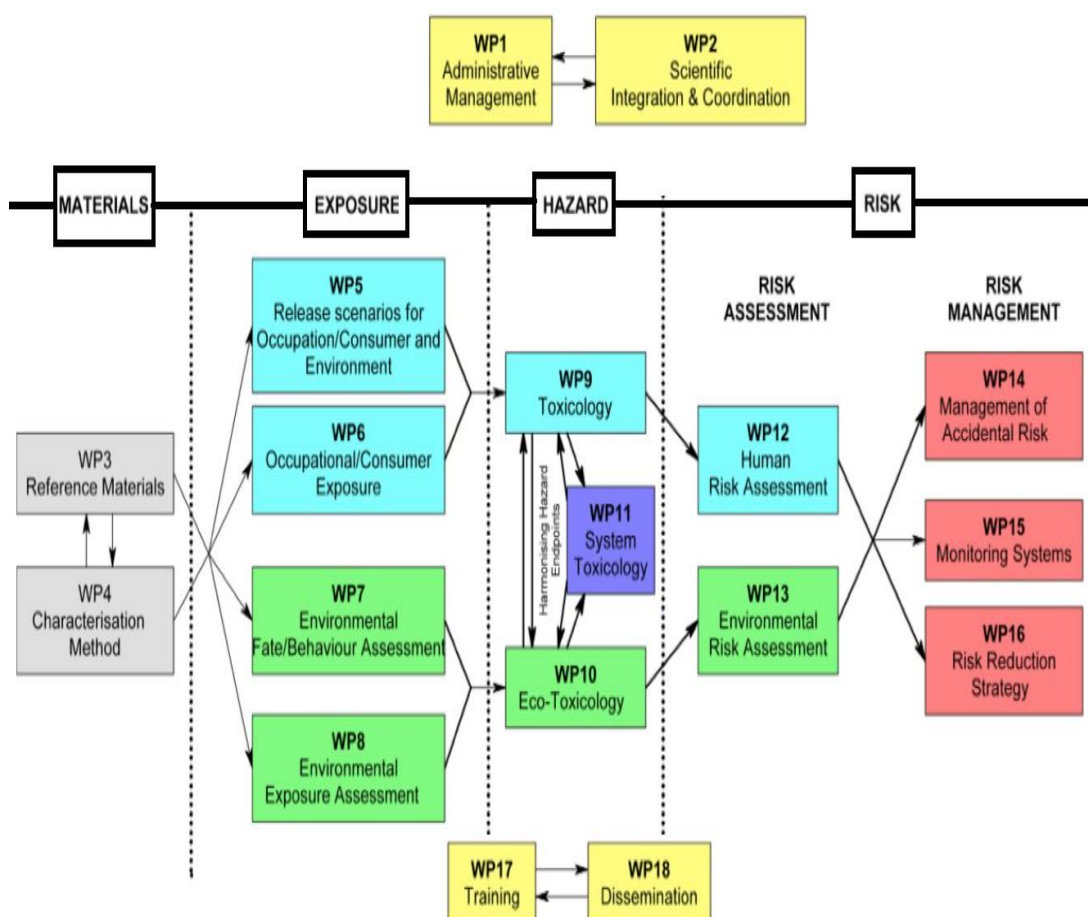 WP1
Administrative
Management
WP2
Scientific
Integration & Coordination
MATERIALS
EXPOSURE
HAZARD
RISK
WP5
Release scenarios for
Occupation/Consumer and
Environment
RISK
ASSESSMENT
RISK
MANAGEMENT
WP9
Toxicology
WP14
Management of
Accidental Risk
WP6
Occupational/Consumer
Exposure
WP12
Human
Risk Assessment
WP3
Reference Materials
Harmonising Hazard
Endpoints
WP11
System
Toxicology
WP15
Monitoring Systems
WP4
Characterisation
Method
WP7
Environmental
Fate/Behaviour Assessment
WP13
Environmental
Risk Assessment
WP16
Risk Reduction
Strategy
WP10
Eco-Toxicology
WP8
Environmental
Exposure Assessment
WP17
Training
WP18
Dissemination